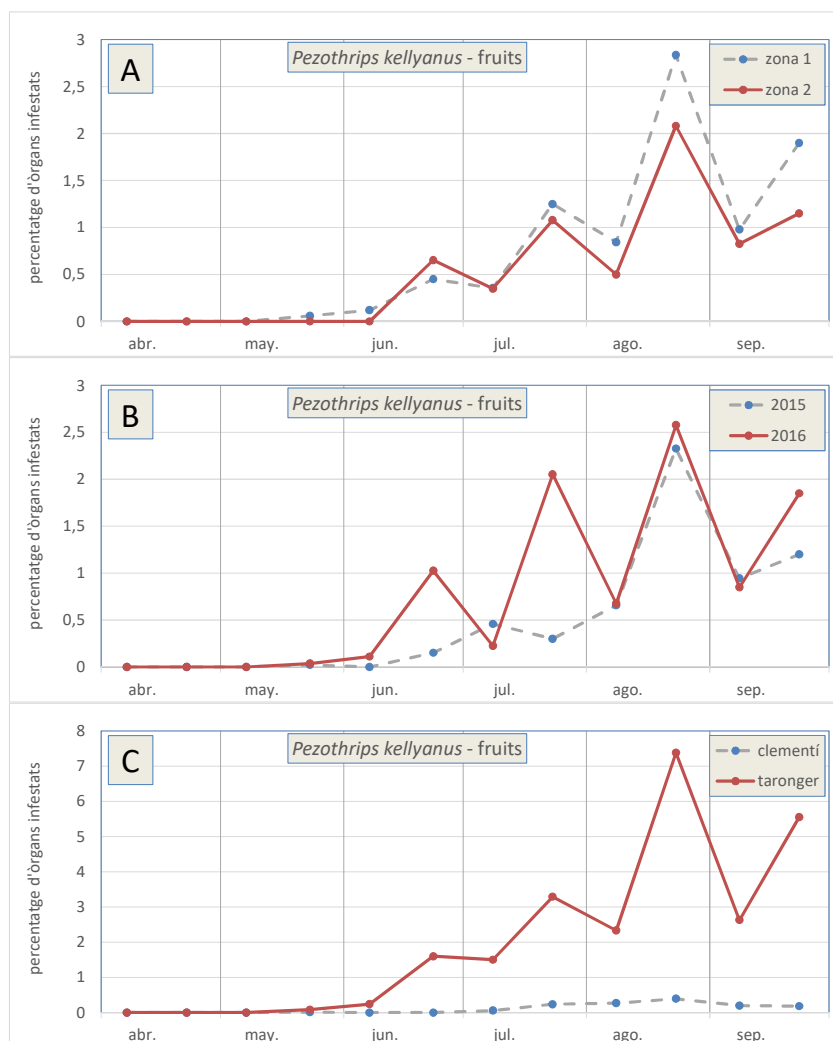 A
Pezothrips kellyanus - fruits
zona 1
zona 2
percentatge d'òrgans infestats
3
2,5
2
1,5
1
0,5
0
abr. may. jun. jul. ago. sep.
B
Pezothrips kellyanus - fruits
2015
2016
percentatge d'òrgans infestats
3
2,5
2
1,5
1
0,5
0
abr. may. jun. jul. ago. sep.
C
Pezothrips kellyanus - fruits
clementí
taronger
percentatge d'òrgans infestats
8
7
6
5
4
3
2
1
0
abr. may. jun. jul. ago. sep.